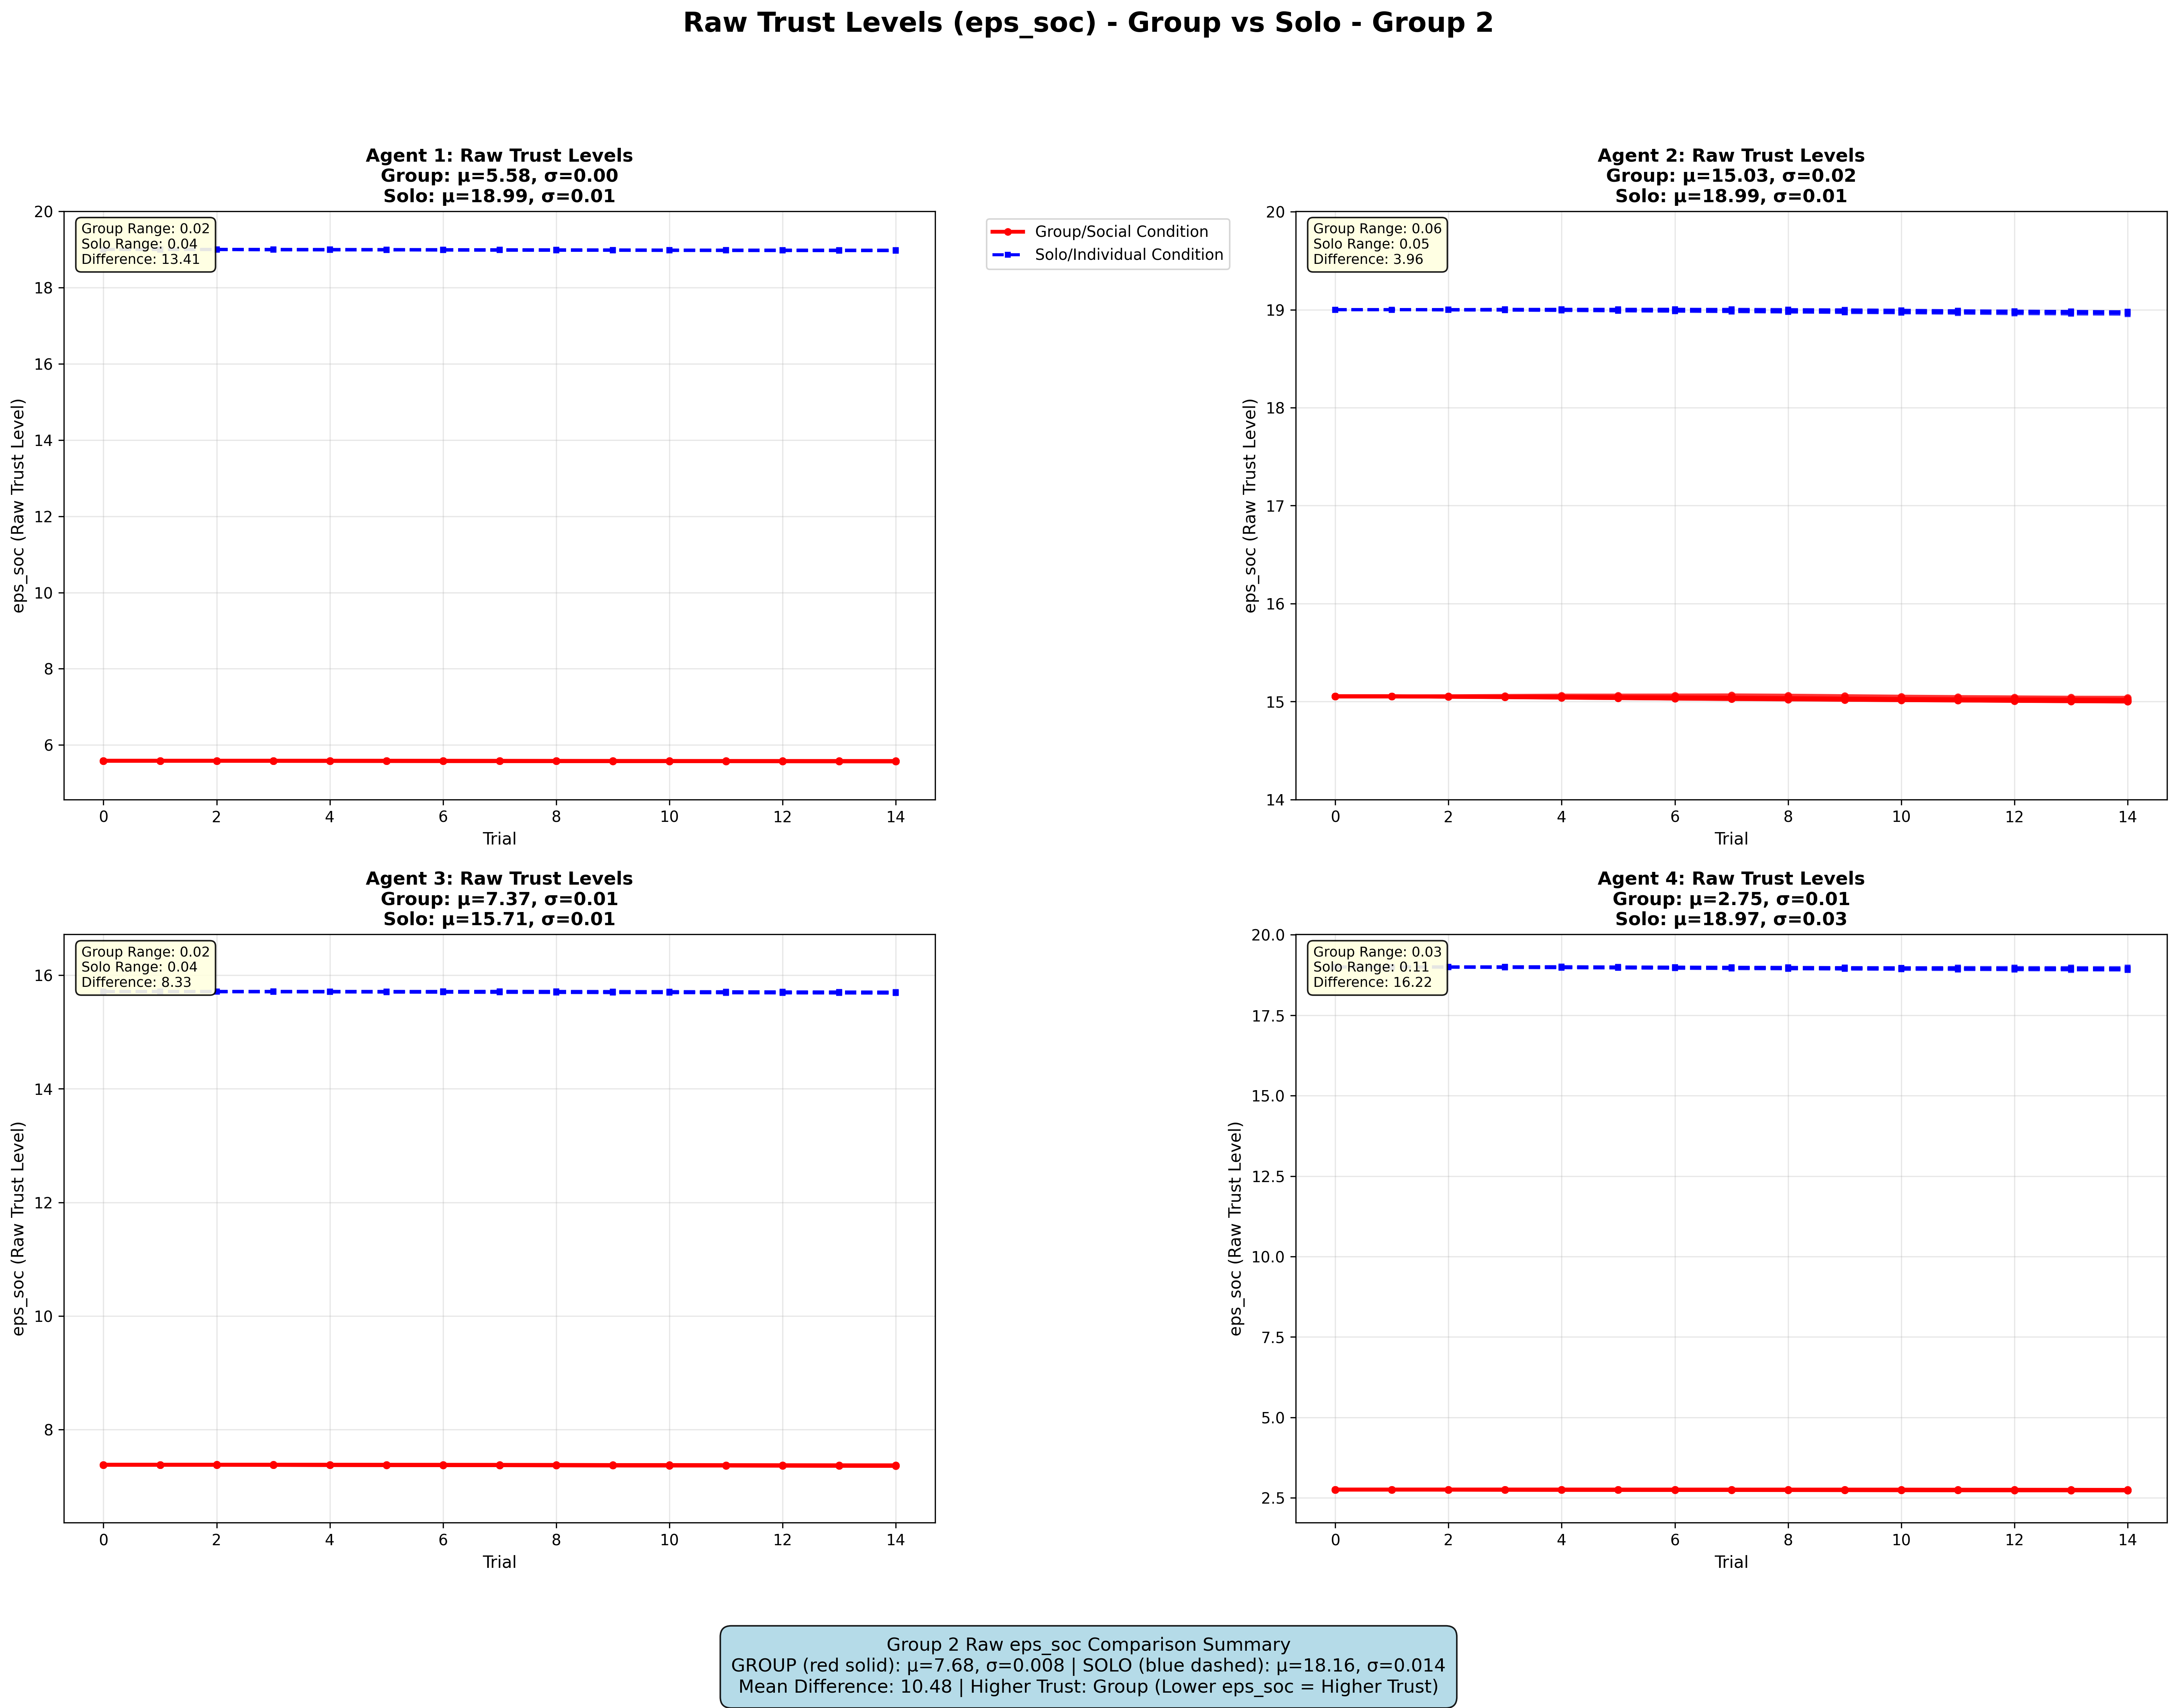 Raw Trust Levels (eps_soc) - Group vs Solo - Group 2
Agent 1: Raw Trust Levels
Group: μ=5.58, σ=0.00
Solo: μ=18.99, σ=0.01
Group Range: 0.02
Solo Range: 0.04
Difference: 13.41
20
18
16
14
12
10
8
6
eps_soc (Raw Trust Level)
0 2 4 6 8 10 12 14
Trial
Group/Social Condition
Solo/Individual Condition
Agent 2: Raw Trust Levels
Group: μ=15.03, σ=0.02
Solo: μ=18.99, σ=0.01
Group Range: 0.06
Solo Range: 0.05
Difference: 3.96
20
19
18
17
16
15
14
eps_soc (Raw Trust Level)
0 2 4 6 8 10 12 14
Trial
Agent 3: Raw Trust Levels
Group: μ=7.37, σ=0.01
Solo: μ=15.71, σ=0.01
Group Range: 0.02
Solo Range: 0.04
Difference: 8.33
16
14
12
10
8
eps_soc (Raw Trust Level)
0 2 4 6 8 10 12 14
Trial
Agent 4: Raw Trust Levels
Group: μ=2.75, σ=0.01
Solo: μ=18.97, σ=0.03
Group Range: 0.03
Solo Range: 0.11
Difference: 16.22
20.0
17.5
15.0
12.5
10.0
7.5
5.0
2.5
eps_soc (Raw Trust Level)
0 2 4 6 8 10 12 14
Trial
Group 2 Raw eps_soc Comparison Summary
GROUP (red solid): μ=7.68, σ=0.008 | SOLO (blue dashed): μ=18.16, σ=0.014
Mean Difference: 10.48 | Higher Trust: Group (Lower eps_soc = Higher Trust)